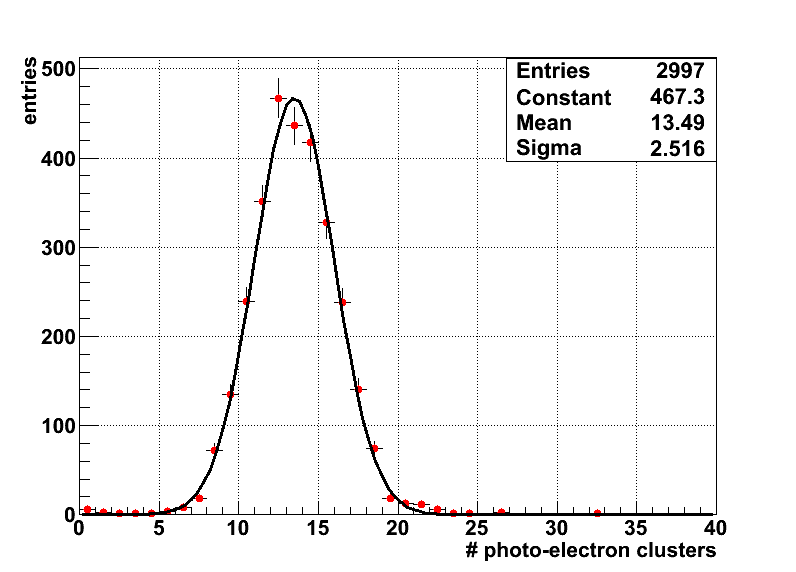 entries
500
400
300
200
100
0
Entries 2997
Constant 467.3
Mean 13.49
Sigma 2.516
0 5 10 15 20 25 30 35 40
# photo-electron clusters